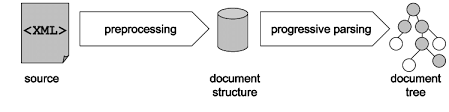 <XML>
preprocessing
progressive parsing
source
document
structure
document
tree